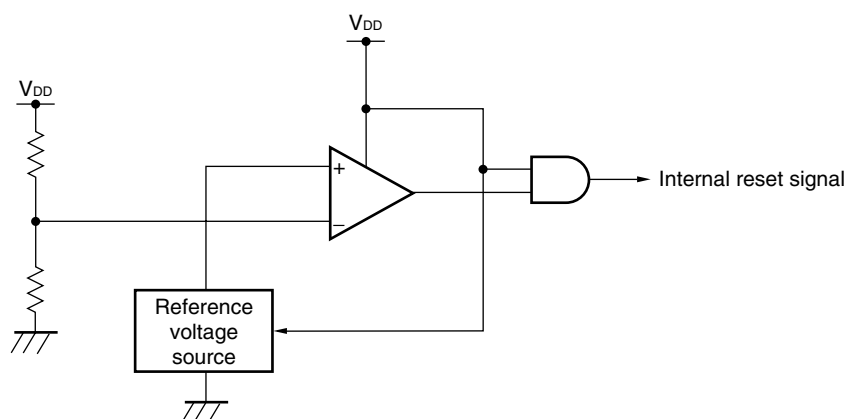 VDD
VDD
+
−
Internal reset signal
Reference
voltage
source